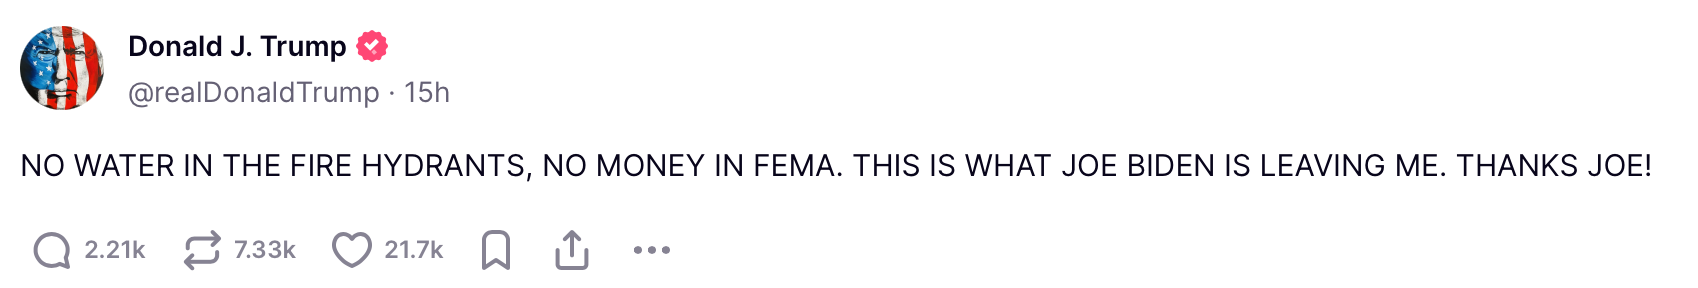 Donald J. Trump
@realDonaldTrump · 15h
NO WATER IN THE FIRE HYDRANTS, NO MONEY IN FEMA. THIS IS WHAT JOE BIDEN IS LEAVING ME. THANKS JOE!
2.21k 7.33k 21.7k